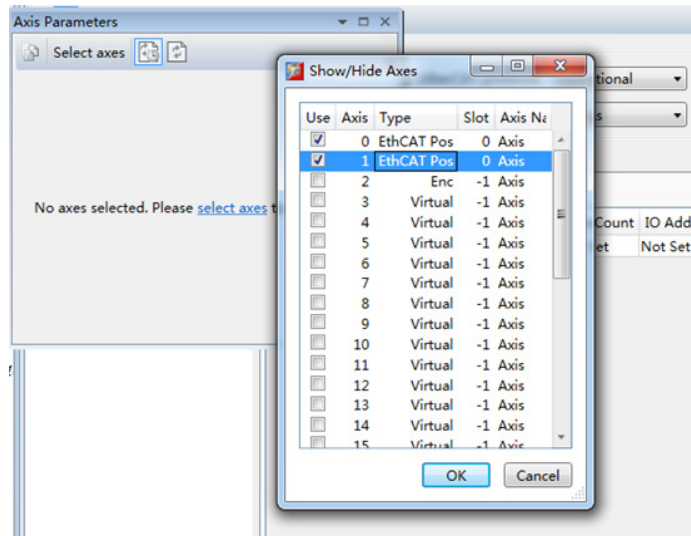 Axis Parameters
Select axes
No axes selected. Please select axes t
Show/Hide Axes
Use Axis Type Slot Axis Na
0 EthCAT Pos 0 Axis
1 EthCAT Pos 0 Axis
2 Enc -1 Axis
3 Virtual -1 Axis
4 Virtual -1 Axis
5 Virtual -1 Axis
6 Virtual -1 Axis
7 Virtual -1 Axis
8 Virtual -1 Axis
9 Virtual -1 Axis
10 Virtual -1 Axis
11 Virtual -1 Axis
12 Virtual -1 Axis
13 Virtual -1 Axis
14 Virtual -1 Axis
15 Virtual -1 Axis
OK Cancel
tional
s
Count IO Add
et Not Set